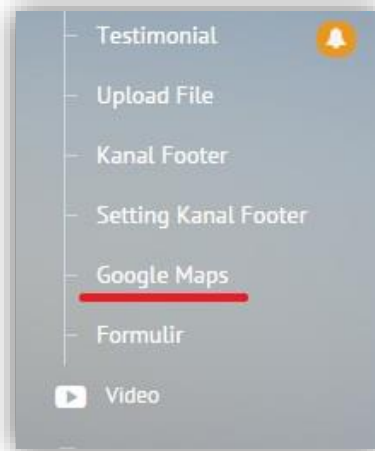 Testimonial
Upload File
Kanal Footer
Setting Kanal Footer
Google Maps
Formulir
Video